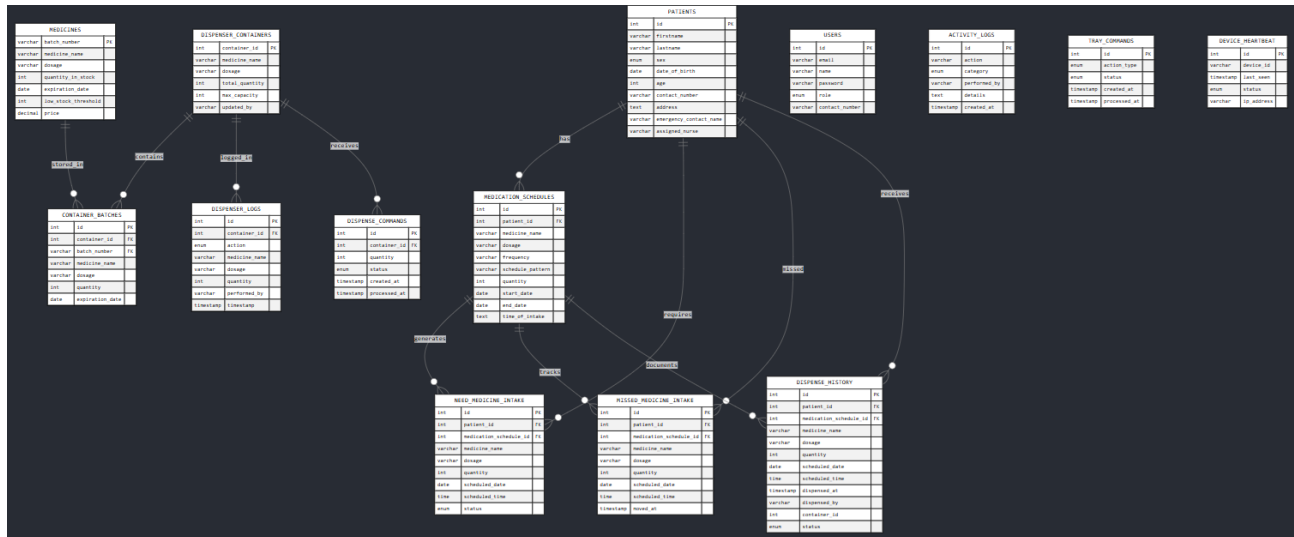 MEDICINES
varchar batch_number PK
varchar medicine_name
varchar dosage
int quantity_in_stock
date expiration_date
int low_stock_threshold
decimal price
DISPENSER_CONTAINERS
int container_id PK
varchar medicine_name
varchar dosage
int total_quantity
int max_capacity
varchar updated_by
PATIENTS
int id PK
varchar firstname
varchar lastname
enum sex
date date_of_birth
int age
varchar contact_number
text address
varchar emergency_contact_name
varchar assigned_nurse
USERS
int id PK
varchar email
varchar name
varchar password
enum role
varchar contact_number
ACTIVITY_LOGS
int id PK
varchar action
enum category
varchar performed_by
text details
timestamp created_at
TRAY_COMMANDS
int id PK
enum action_type
enum status
timestamp created_at
timestamp processed_at
DEVICE_HEARTBEAT
int id PK
varchar device_id
timestamp last_seen
enum status
varchar ip_address
stored_in
contains
logged_in
receives
has
missed
receives
CONTAINER_BATCHES
int id PK
int container_id FK
varchar batch_number FK
varchar medicine_name
varchar dosage
int quantity
date expiration_date
DISPENSER_LOGS
int id PK
int container_id FK
enum action
varchar medicine_name
varchar dosage
int quantity
varchar performed_by
timestamp timestamp
DISPENSE_COMMANDS
int id PK
int container_id FK
int quantity
enum status
timestamp created_at
timestamp processed_at
MEDICATION_SCHEDULES
int id PK
int patient_id FK
varchar medicine_name
varchar dosage
varchar frequency
varchar schedule_pattern
int quantity
date start_date
date end_date
text time_of_intake
generates
tracks
requires
documents
NEED_MEDICINE_INTAKE
int id PK
int patient_id FK
int medication_schedule_id FK
varchar medicine_name
varchar dosage
int quantity
date scheduled_date
time scheduled_time
enum status
MISSED_MEDICINE_INTAKE
int id PK
int patient_id FK
int medication_schedule_id FK
varchar medicine_name
varchar dosage
int quantity
date scheduled_date
time scheduled_time
timestamp moved_at
DISPENSE_HISTORY
int id PK
int patient_id FK
int medication_schedule_id FK
varchar medicine_name
varchar dosage
int quantity
date scheduled_date
time scheduled_time
timestamp dispensed_at
varchar dispensed_by
int container_id
enum status